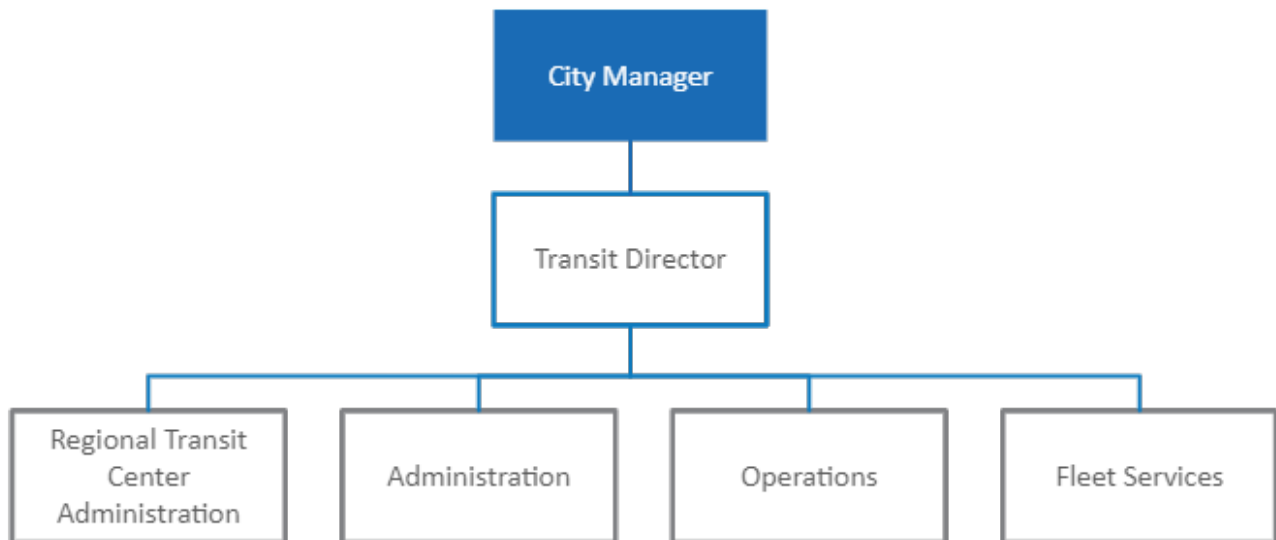 City Manager
Transit Director
Regional Transit
Center
Administration
Administration
Operations
Fleet Services